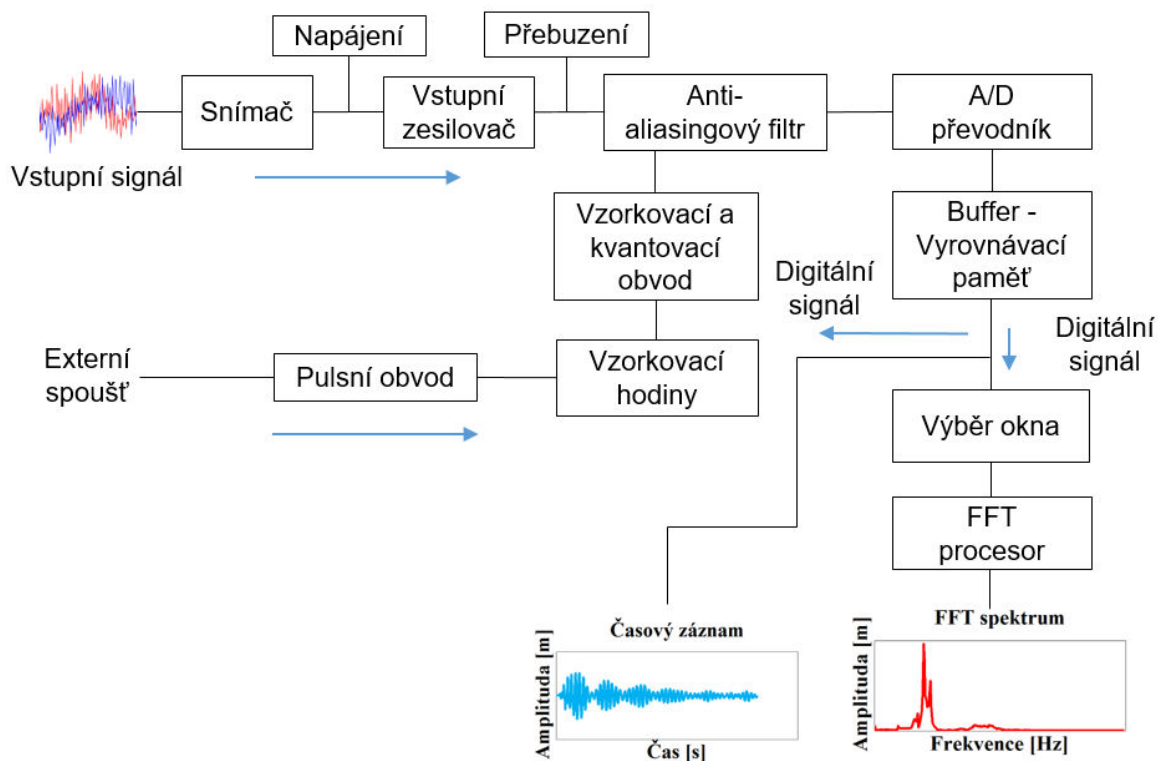 Napájení
Přebuzení
Snímač
Vstupní
zesilovač
Anti-
aliasingový filtr
A/D
převodník
Vstupní signál
Vzorkovací a
kvantovací
obvod
Buffer -
Vyrovnávací
paměť
Digitální
signál
Digitální
signál
Externí
spoušť
Pulsní obvod
Vzorkovací
hodiny
Výběr okna
FFT
procesor
Časový záznam
Amplituda [m]
Čas [s]
FFT spektrum
Amplituda [m]
Frekvence [Hz]